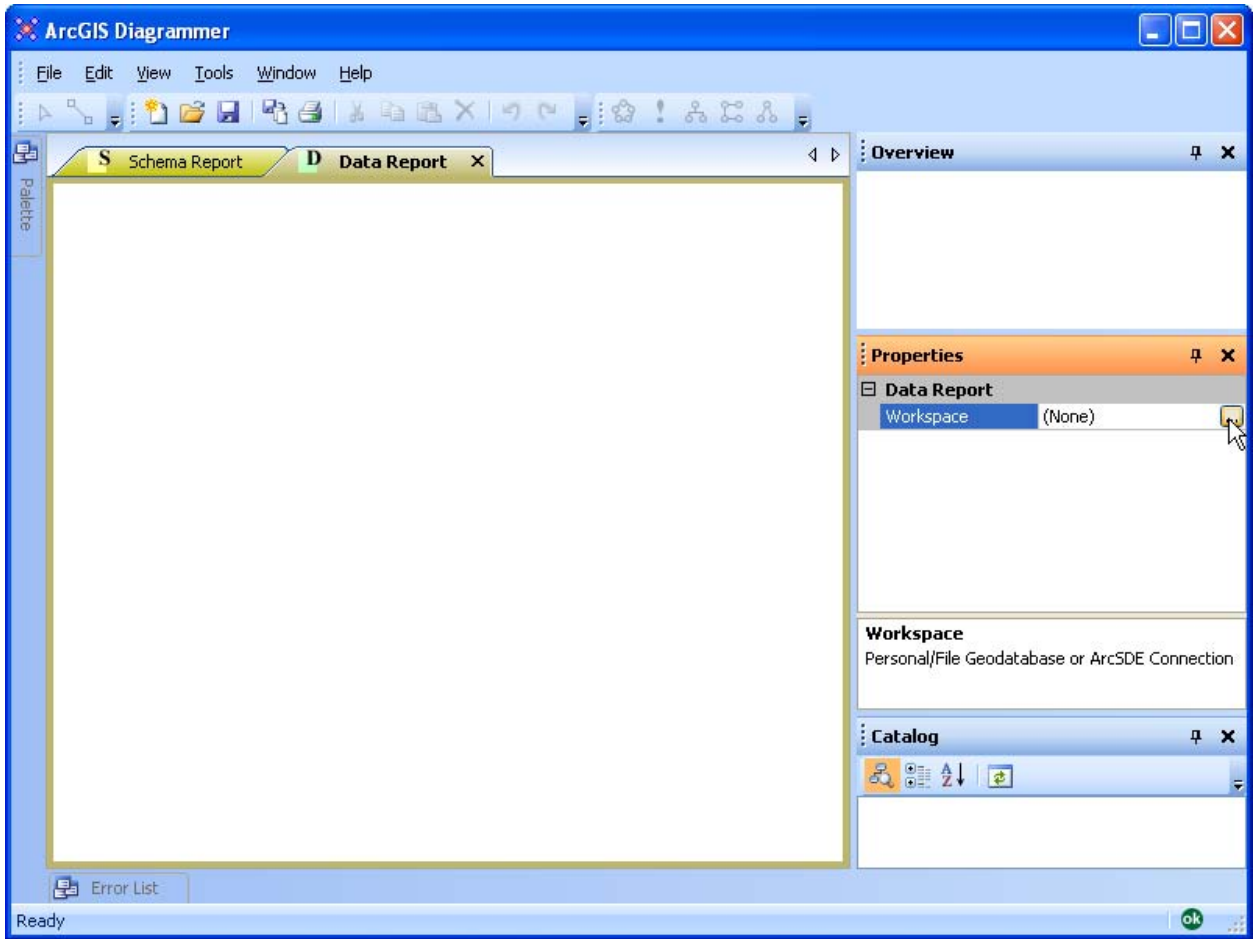 ArcGIS Diagrammer
File Edit View Tools Window Help
Palette
S Schema Report
D Data Report
Overview
Properties
Data Report
Workspace (None)
Workspace
Personal/File Geodatabase or ArcSDE Connection
Catalog
A
Z
Error List
Ready
ok